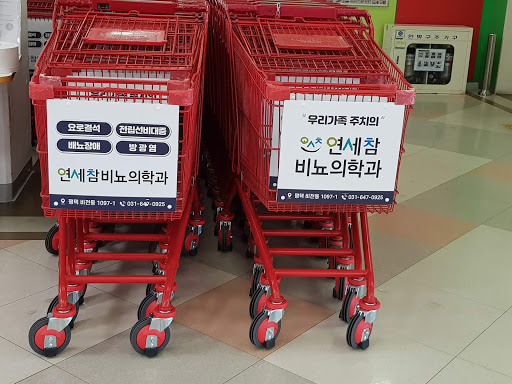 요로결석 전립선비대증
배뇨장애 방광염
연세참비뇨의학과
평택 비전동 1097-1 031-647-0925
" 우리가족 주치의 "
연세참
비뇨의학과
평택 비전동 1097-1 031-647-0925